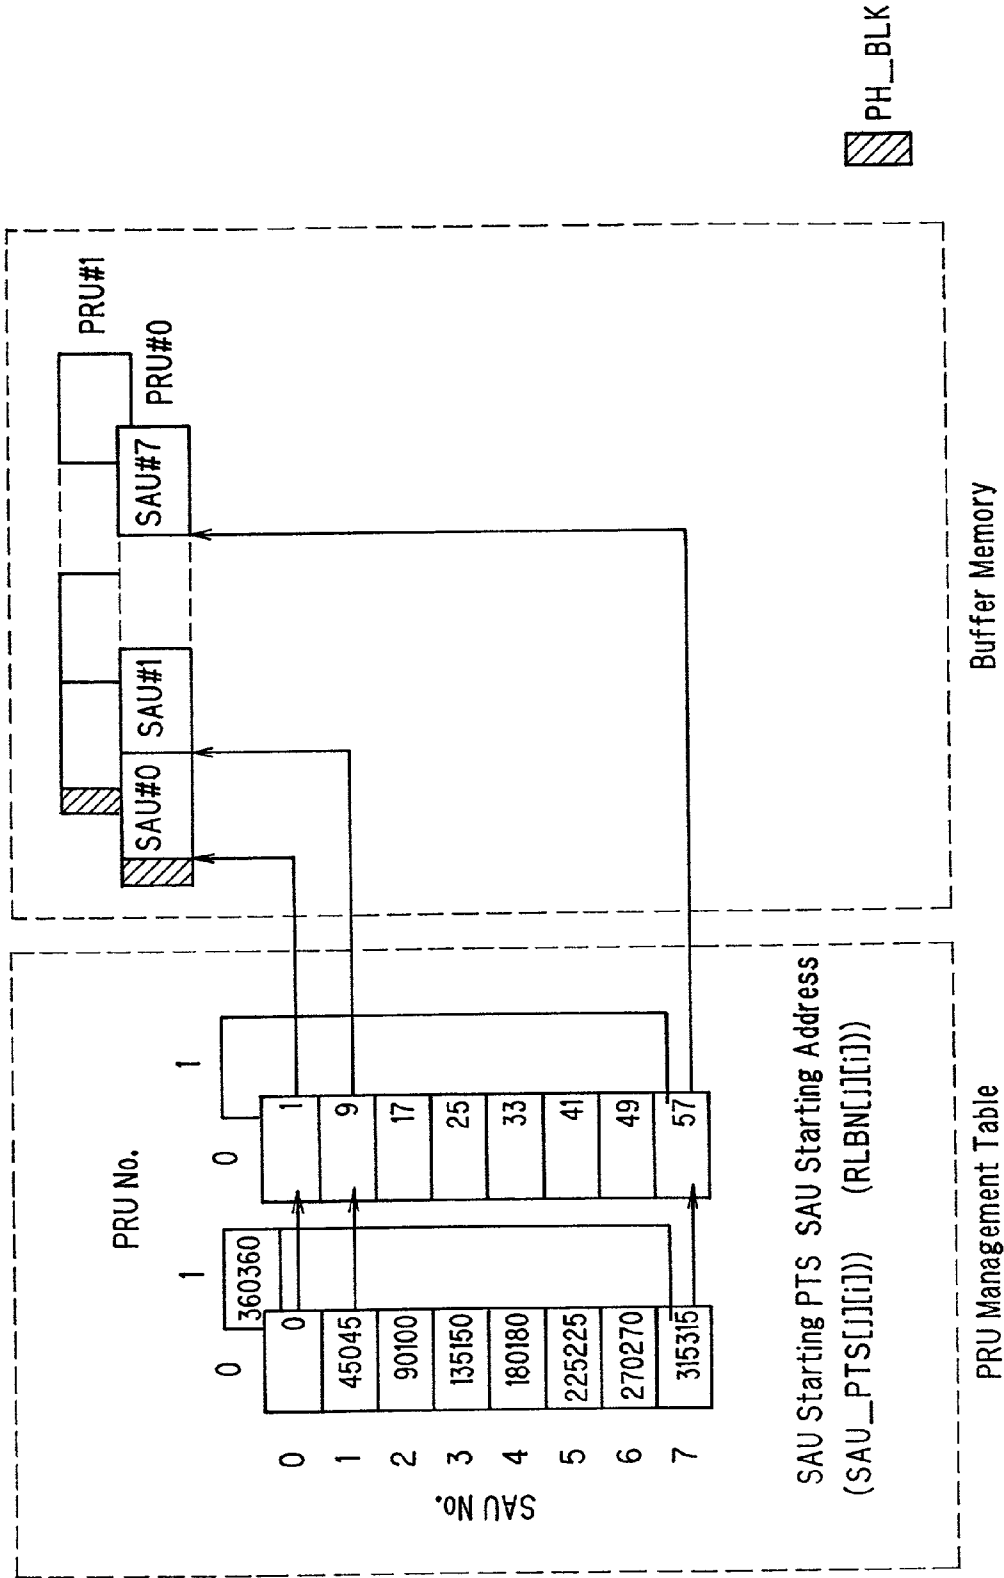 PRU No.
0
1
0
1
SAU No.
0
0
360360
1
1
45045
9
2
90100
17
3
135150
25
4
180180
33
5
225225
41
6
270270
49
7
315315
57
SAU Starting PTS
(SAU_PTS[j][i])
SAU Starting Address
(RLBN[j][i])
PRU Management Table
PRU#1
PRU#0
SAU#0
SAU#1
SAU#7
Buffer Memory
PH_BLK